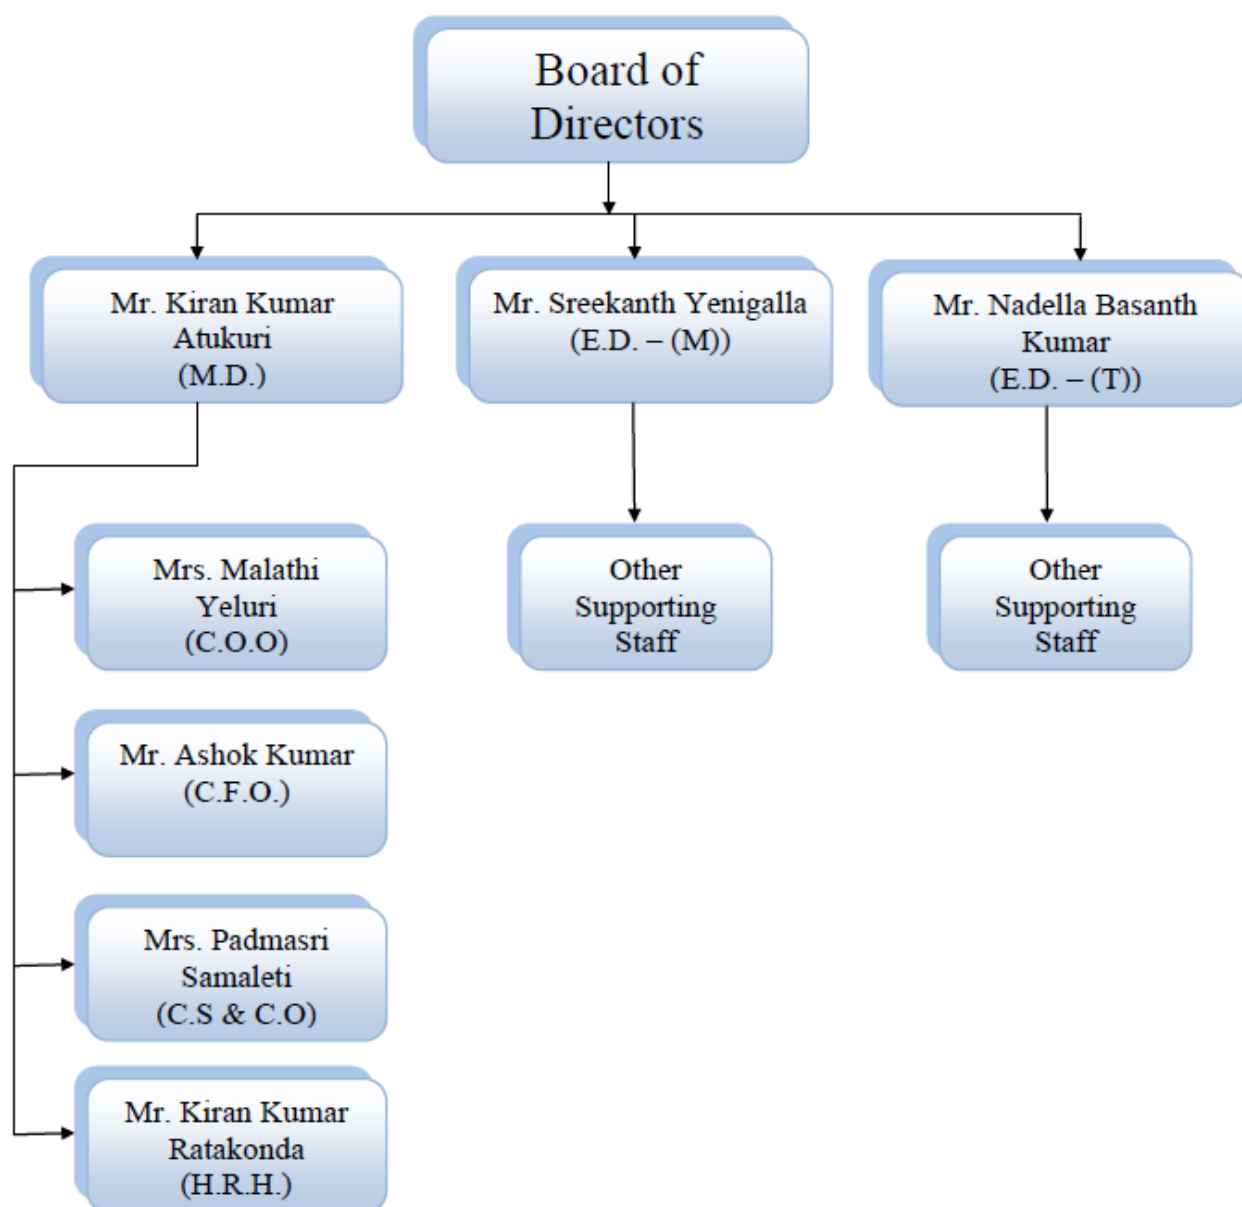 Board of
Directors
Mr. Kiran Kumar
Atukuri
(M.D.)
Mr. Sreekanth Yenigalla
(E.D. – (M))
Mr. Nadella Basanth
Kumar
(E.D. – (T))
Mrs. Malathi
Yeluri
(C.O.O)
Other
Supporting
Staff
Other
Supporting
Staff
Mr. Ashok Kumar
(C.F.O.)
Mrs. Padmasri
Samaleti
(C.S & C.O)
Mr. Kiran Kumar
Ratakonda
(H.R.H.)